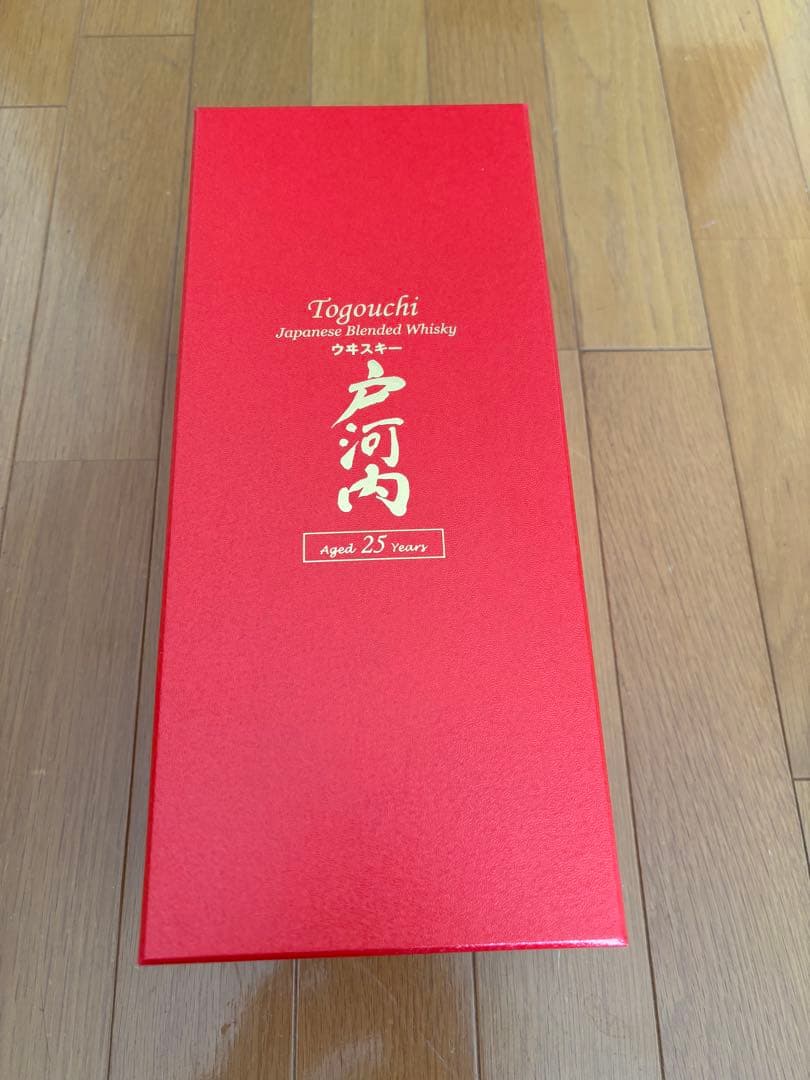 Togouchi
Japanese Blended Whisky
ウヰスキー
戸河内
Aged 25 Years